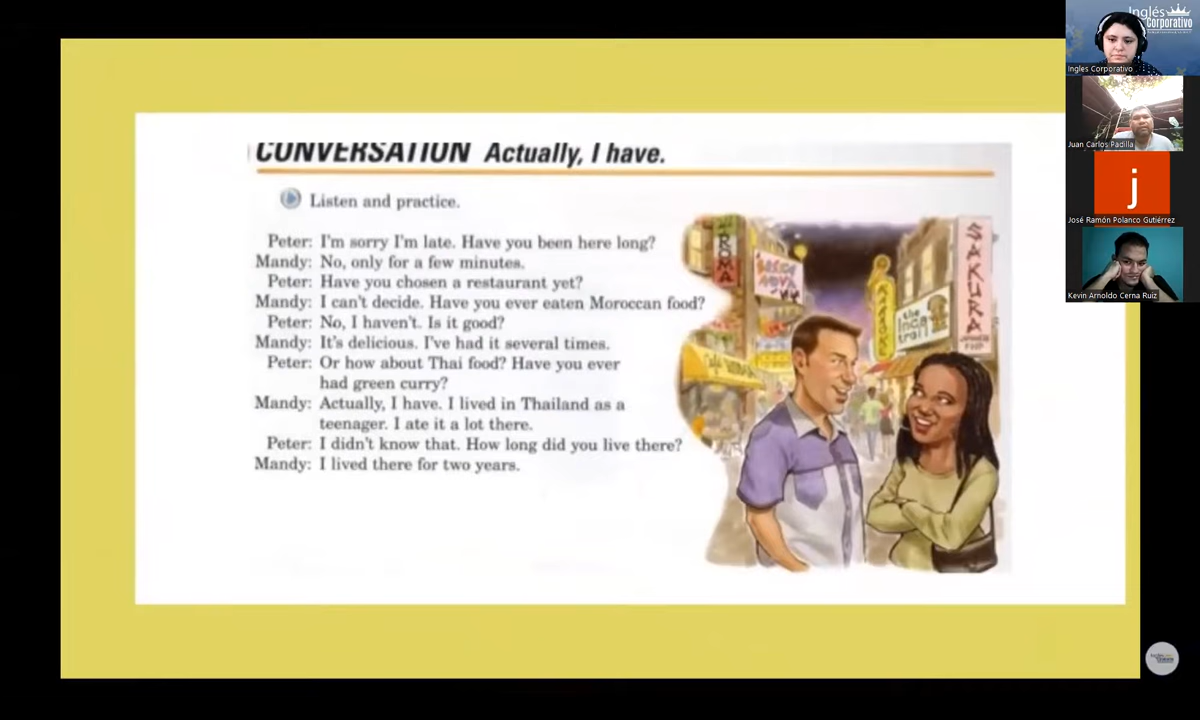 CONVERSATION Actually, I have.
Listen and practice.
Peter: I'm sorry I'm late. Have you been here long?
Mandy: No, only for a few minutes.
Peter: Have you chosen a restaurant yet?
Mandy: I can't decide. Have you ever eaten Moroccan food?
Peter: No, I haven't. Is it good?
Mandy: It's delicious. I've had it several times.
Peter: Or how about Thai food? Have you ever
had green curry?
Mandy: Actually, I have. I lived in Thailand as a
teenager. I ate it a lot there.
Peter: I didn't know that. How long did you live there?
Mandy: I lived there for two years.
ROMA
KARAOKE
the
Inca
trail
SAKURA
Inglés
Corporativo
Ingles Corporativo
Juan Carlos Padilla
j
José Ramón Polanco Gutiérrez
Kevin Arnoldo Cerna Ruiz